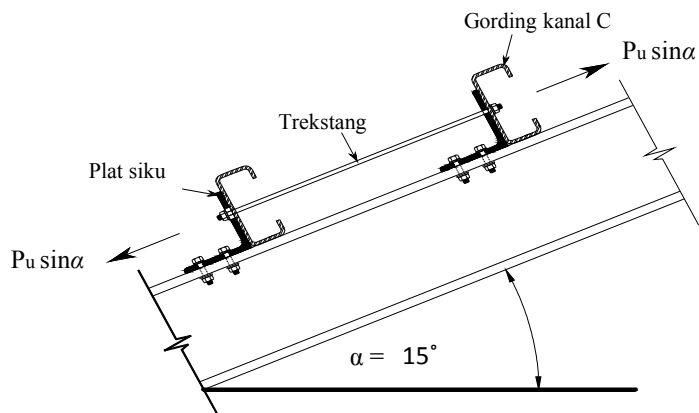 Gording kanal C
Pu sinα
Trekstang
Plat siku
Pu sinα
α = 15°